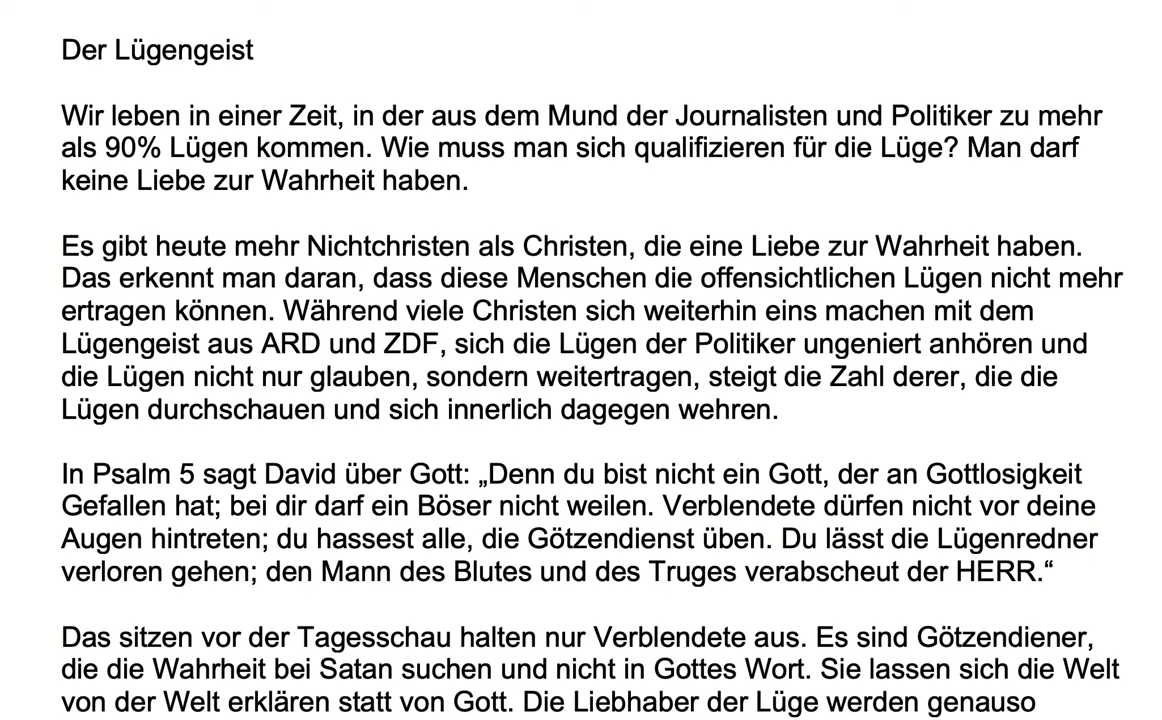 Der Lügengeist
Wir leben in einer Zeit, in der aus dem Mund der Journalisten und Politiker zu mehr
als 90% Lügen kommen. Wie muss man sich qualifizieren für die Lüge? Man darf
keine Liebe zur Wahrheit haben.
Es gibt heute mehr Nichtchristen als Christen, die eine Liebe zur Wahrheit haben.
Das erkennt man daran, dass diese Menschen die offensichtlichen Lügen nicht mehr
ertragen können. Während viele Christen sich weiterhin eins machen mit dem
Lügengeist aus ARD und ZDF, sich die Lügen der Politiker ungeniert anhören und
die Lügen nicht nur glauben, sondern weitertragen, steigt die Zahl derer, die die
Lügen durchschauen und sich innerlich dagegen wehren.
In Psalm 5 sagt David über Gott: „Denn du bist nicht ein Gott, der an Gottlosigkeit
Gefallen hat; bei dir darf ein Böser nicht weilen. Verblendete dürfen nicht vor deine
Augen hintreten; du hassest alle, die Götzendienst üben. Du lässt die Lügenredner
verloren gehen; den Mann des Blutes und des Truges verabscheut der HERR.“
Das sitzen vor der Tagesschau halten nur Verblendete aus. Es sind Götzendiener,
die die Wahrheit bei Satan suchen und nicht in Gottes Wort. Sie lassen sich die Welt
von der Welt erklären statt von Gott. Die Liebhaber der Lüge werden genauso